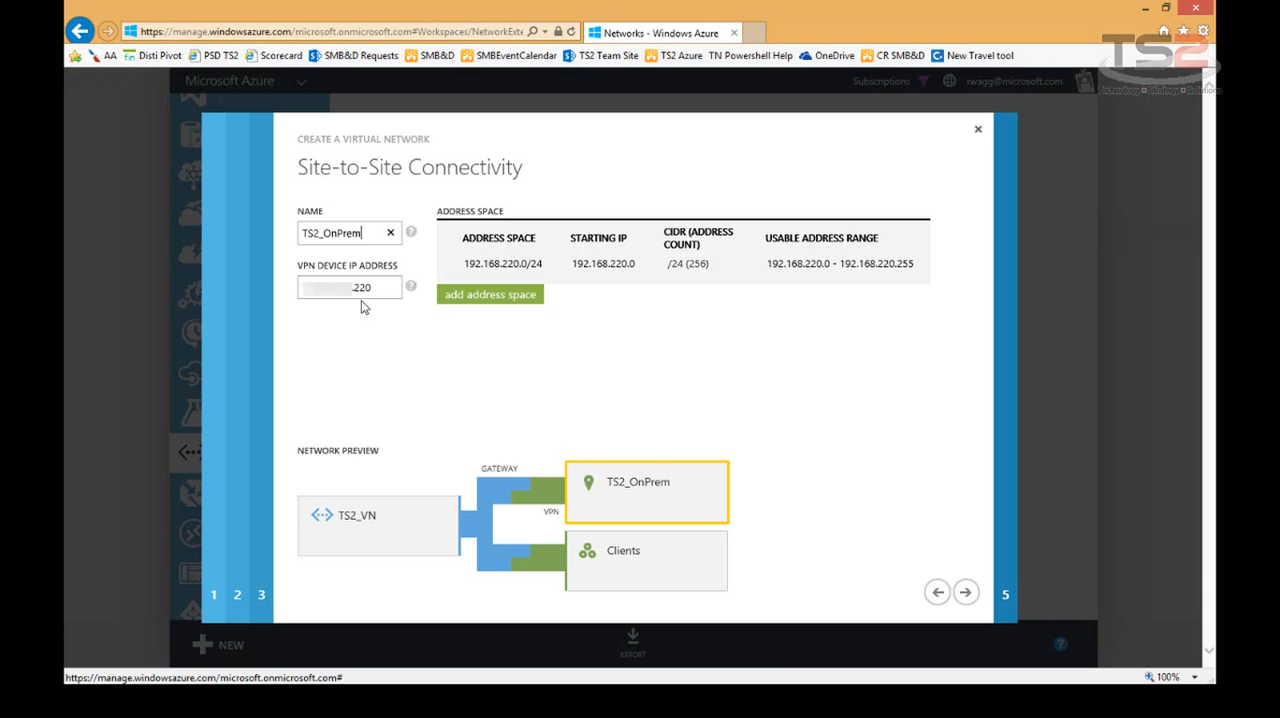 https://manage.windowsazure.com/microsoft.onmicrosoft.com#Workspaces/NetworkExte
Networks - Windows Azure
AA Disti Pivot PSD TS2 Scorecard SMB&D Requests SMB&D SMBEventCalendar TS2 Team Site TS2 Azure TN Powershell Help OneDrive CR SMB&D New Travel tool
TS2
Technology Strategy Solutions
Microsoft Azure
Subscriptions
rwagg@microsoft.com
CREATE A VIRTUAL NETWORK
Site-to-Site Connectivity
NAME
TS2_OnPrem
VPN DEVICE IP ADDRESS
.220
ADDRESS SPACE
ADDRESS SPACE STARTING IP CIDR (ADDRESS COUNT) USABLE ADDRESS RANGE
192.168.220.0/24 192.168.220.0 /24 (256) 192.168.220.0 - 192.168.220.255
add address space
NETWORK PREVIEW
GATEWAY
TS2_OnPrem
TS2_VN
VPN
Clients
1 2 3
5
NEW
EXPORT
https://manage.windowsazure.com/microsoft.onmicrosoft.com#
100%